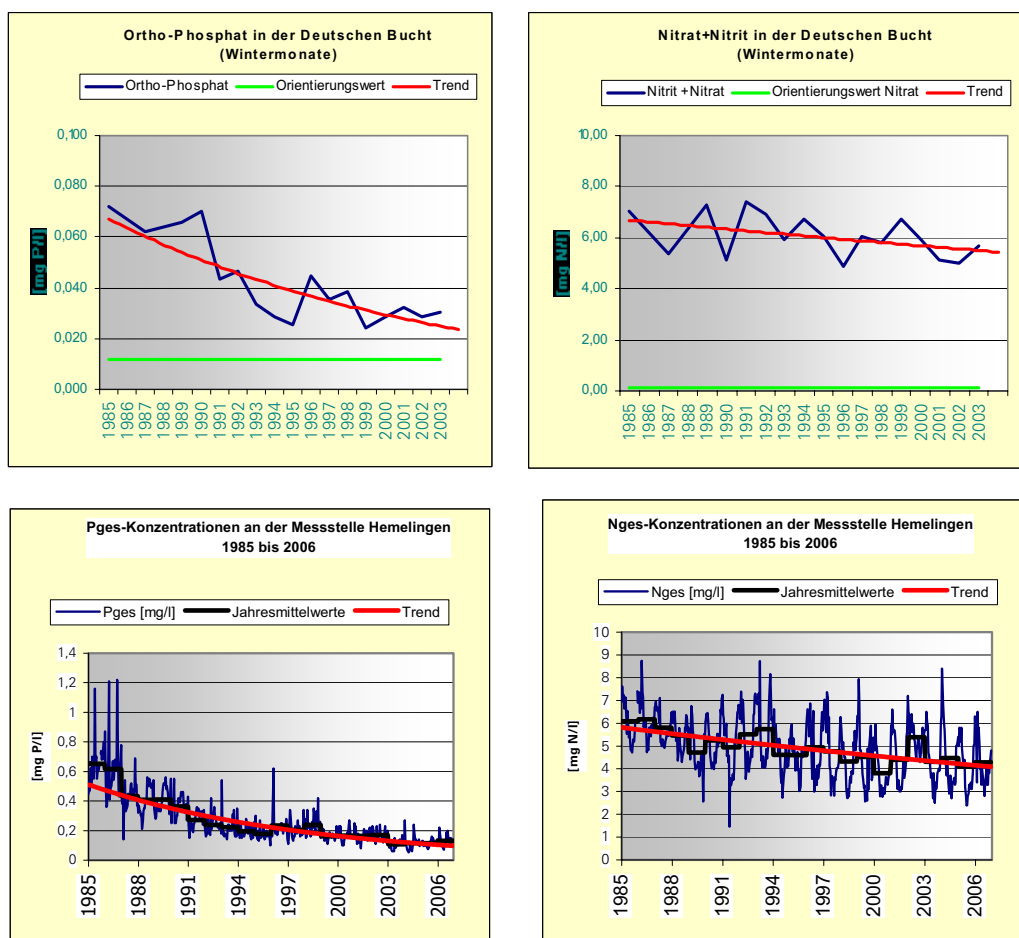 Ortho-Phosphat in der Deutschen Bucht
(Wintermonate)
Ortho-Phosphat Orientierungswert Trend
[mg P/l]
0,100
0,080
0,060
0,040
0,020
0,000
1985 1986 1987 1988 1989 1990 1991 1992 1993 1994 1995 1996 1997 1998 1999 2000 2001 2002 2003
Nitrat+Nitrit in der Deutschen Bucht
(Wintermonate)
Nitrit +Nitrat Orientierungswert Nitrat Trend
[mg N/l]
10,00
8,00
6,00
4,00
2,00
0,00
1985 1986 1987 1988 1989 1990 1991 1992 1993 1994 1995 1996 1997 1998 1999 2000 2001 2002 2003
Pges-Konzentrationen an der Messstelle Hemelingen
1985 bis 2006
Pges [mg/l] Jahresmittelwerte Trend
[mg P/l]
1,4
1,2
1
0,8
0,6
0,4
0,2
0
1985 1988 1991 1994 1997 2000 2003 2006
Nges-Konzentrationen an der Messstelle Hemelingen
1985 bis 2006
Nges [mg/l] Jahresmittelwerte Trend
[mg N/l]
10
9
8
7
6
5
4
3
2
1
0
1985 1988 1991 1994 1997 2000 2003 2006